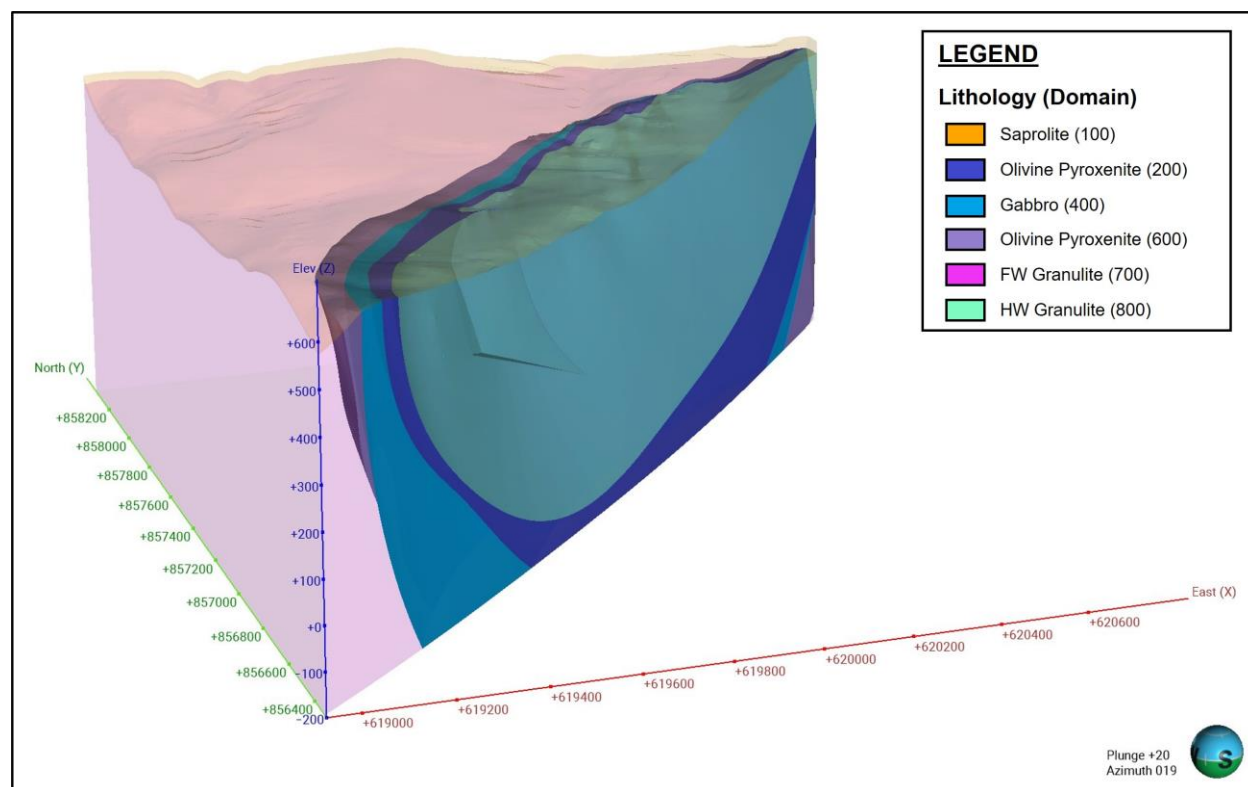 LEGEND
Lithology (Domain)
Saprolite (100)
Olivine Pyroxenite (200)
Gabbro (400)
Olivine Pyroxenite (600)
FW Granulite (700)
HW Granulite (800)
Elev (Z)
+600
+500
+400
+300
+200
+100
+0
-100
-200
North (Y)
+858200
+858000
+857800
+857600
+857400
+857200
+857000
+856800
+856600
+856400
East (X)
+620600
+620400
+620200
+620000
+619800
+619600
+619400
+619200
+619000
Plunge +20
Azimuth 019
S